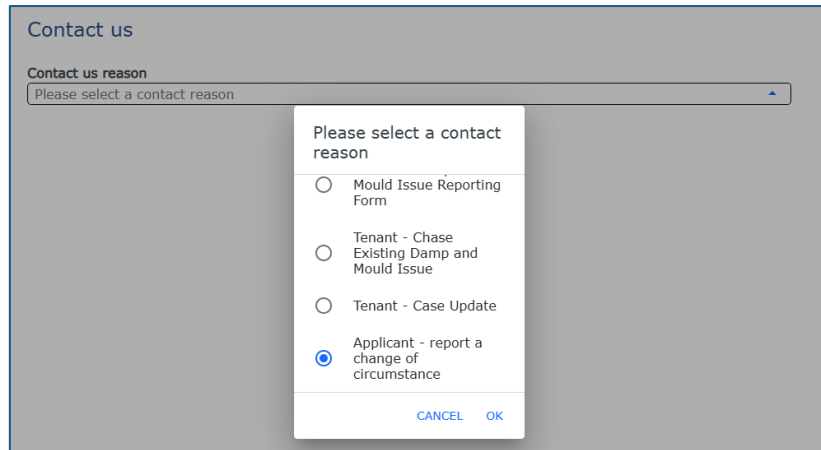 Contact us
Contact us reason
Please select a contact reason
Please select a contact
reason
Mould Issue Reporting
Form
Tenant - Chase
Existing Damp and
Mould Issue
Tenant - Case Update
Applicant - report a
change of
circumstance
CANCEL OK